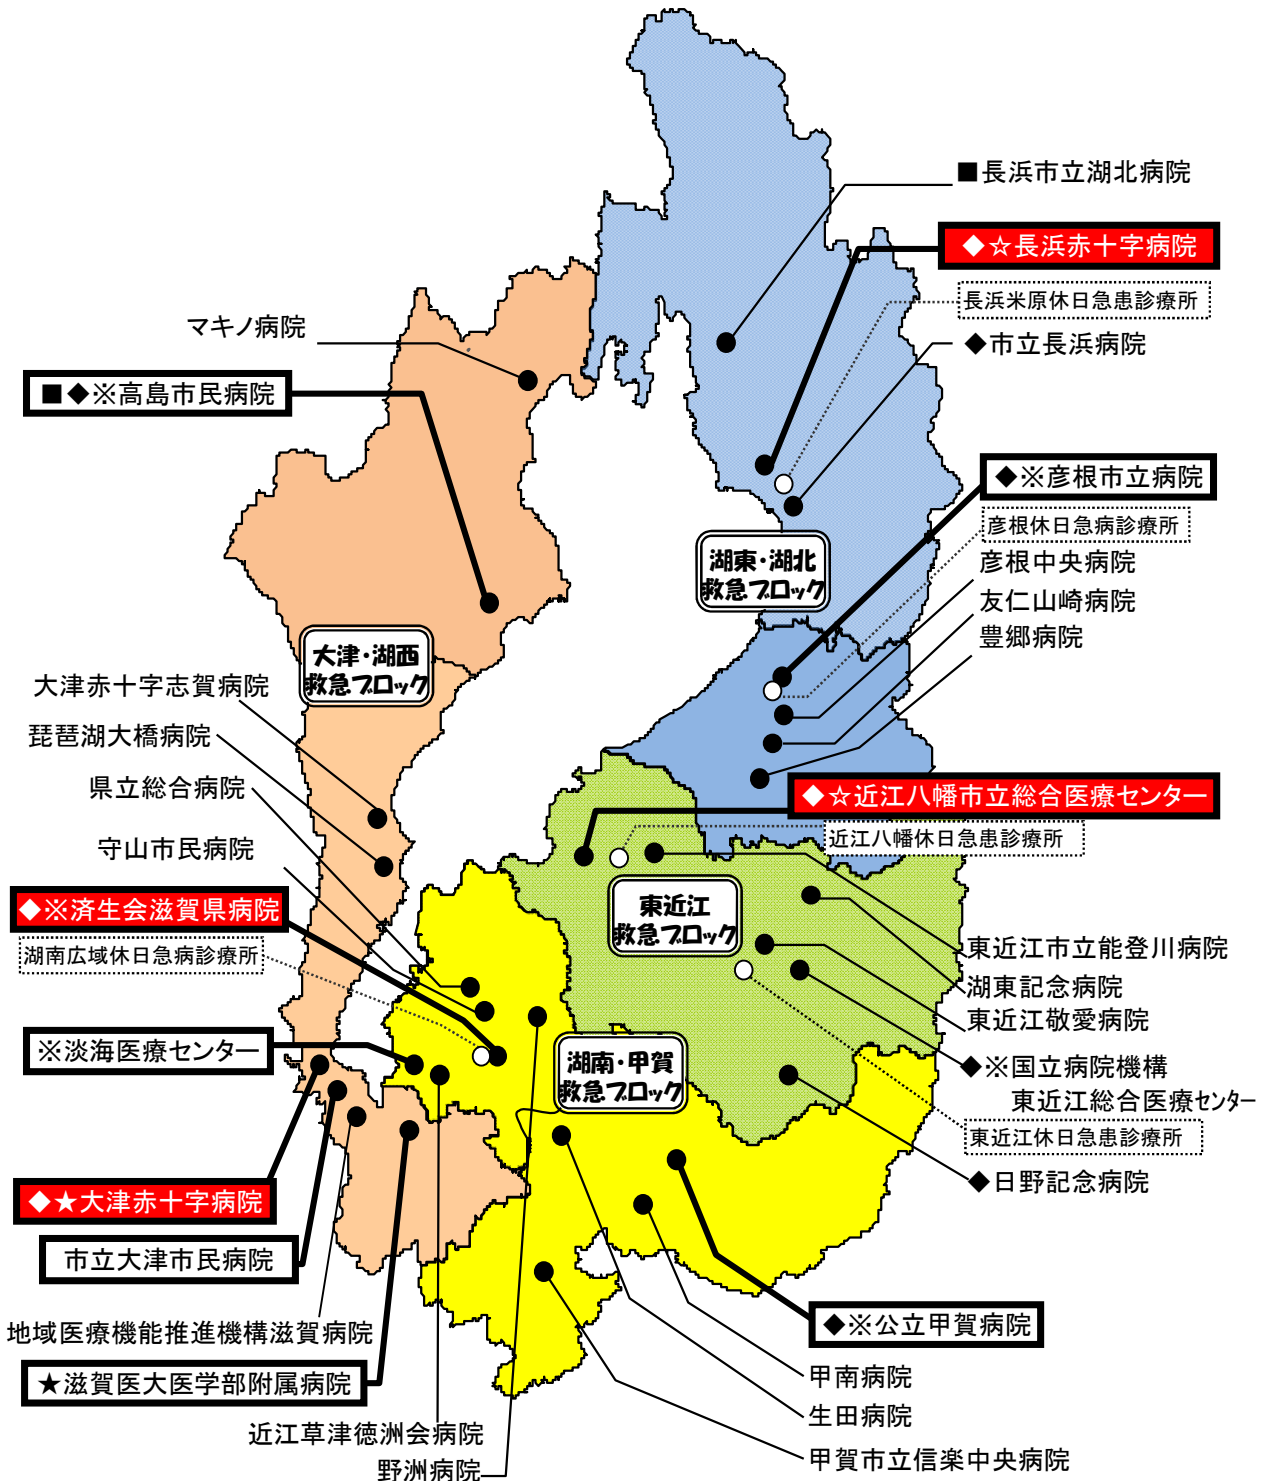 ■長浜市立湖北病院
◆☆長浜赤十字病院
長浜米原休日急患診療所
マキノ病院
◆市立長浜病院
■◆※高島市民病院
◆※彦根市立病院
彦根休日急病診療所
湖東・湖北
救急ブロック
彦根中央病院
友仁山崎病院
豊郷病院
大津・湖西
救急ブロック
大津赤十字志賀病院
琵琶湖大橋病院
県立総合病院
◆☆近江八幡市立総合医療センター
近江八幡休日急患診療所
守山市民病院
◆※済生会滋賀県病院
湖南広域休日急病診療所
東近江
救急ブロック
東近江市立能登川病院
湖東記念病院
東近江敬愛病院
※淡海医療センター
湖南・甲賀
救急ブロック
◆※国立病院機構
東近江総合医療センター
東近江休日急患診療所
◆日野記念病院
◆★大津赤十字病院
市立大津市民病院
地域医療機能推進機構滋賀病院
◆※公立甲賀病院
★滋賀医大医学部附属病院
甲南病院
生田病院
近江草津徳洲会病院
甲賀市立信楽中央病院
野洲病院